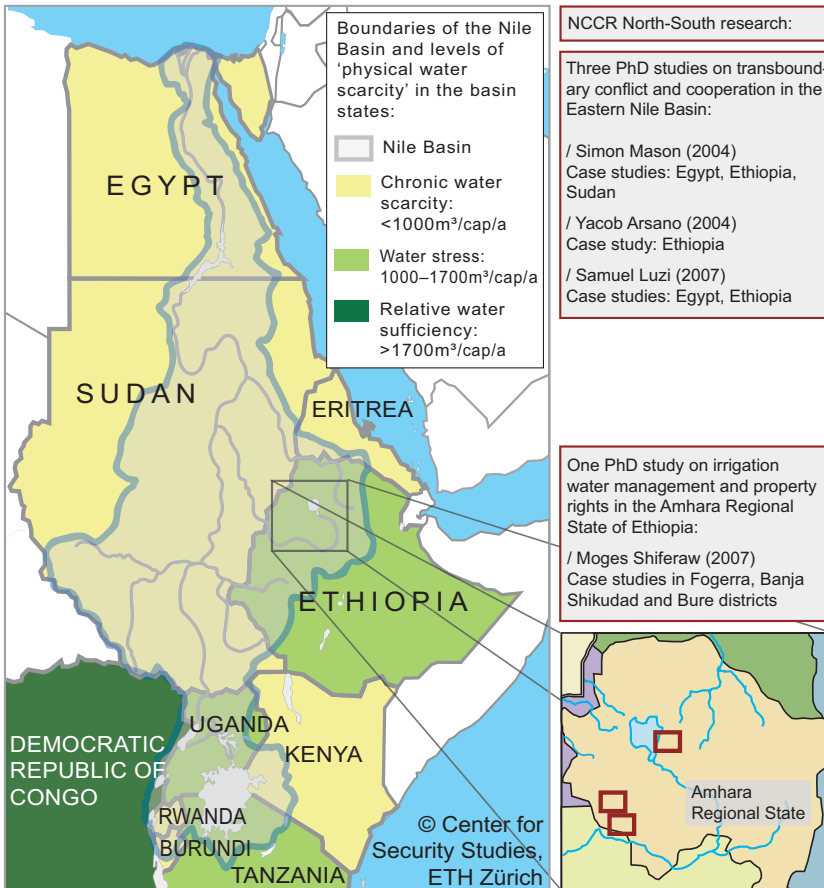 Boundaries of the Nile
Basin and levels of
‘physical water
scarcity’ in the basin
states:
Nile Basin
Chronic water
scarcity:
<1000m³/cap/a
Water stress:
1000–1700m³/cap/a
Relative water
sufficiency:
>1700m³/cap/a
EGYPT
SUDAN
ERITREA
ETHIOPIA
UGANDA
KENYA
DEMOCRATIC
REPUBLIC OF
CONGO
RWANDA
BURUNDI
TANZANIA
© Center for
Security Studies,
ETH Zürich
NCCR North-South research:
Three PhD studies on transbound-
ary conflict and cooperation in the
Eastern Nile Basin:
/ Simon Mason (2004)
Case studies: Egypt, Ethiopia,
Sudan
/ Yacob Arsano (2004)
Case study: Ethiopia
/ Samuel Luzi (2007)
Case studies: Egypt, Ethiopia
One PhD study on irrigation
water management and property
rights in the Amhara Regional
State of Ethiopia:
/ Moges Shiferaw (2007)
Case studies in Fogerra, Banja
Shikudad and Bure districts
Amhara
Regional State